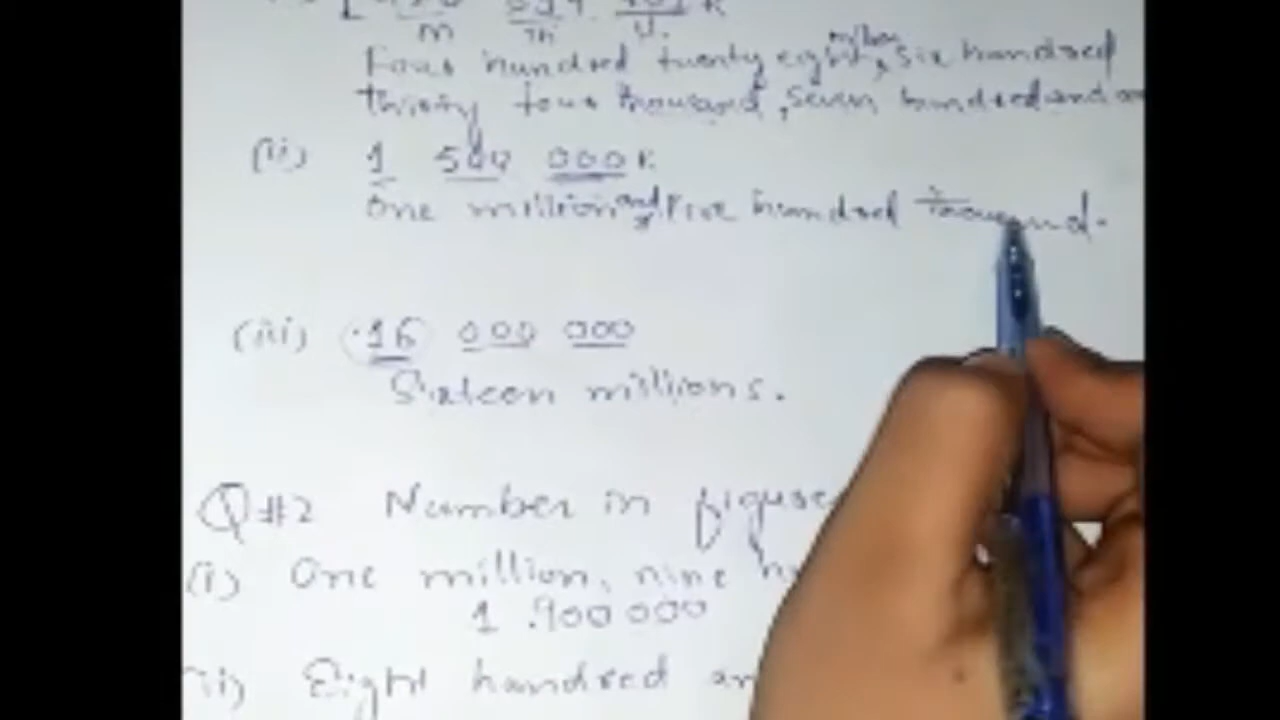 m Th U.
million
Four hundred twenty eight, six hundred
thirty four thousand, seven hundred and
(ii) 1 500 000
One million and Five hundred thousand.
(iii) 16 000 000
Sixteen millions.
Q#2 Number in figures
(i) One million, nine
1 900 000
(ii) Eight hundred